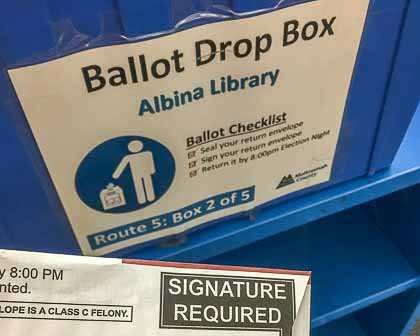 Ballot Drop Box
Albina Library
Ballot Checklist
Seal your return envelope
Sign your return envelope
Return it by 8:00pm Election Night
Multnomah
County
Route 5: Box 2 of 5
y 8:00 PM
nted.
LOPE IS A CLASS C FELONY.
SIGNATURE
REQUIRED